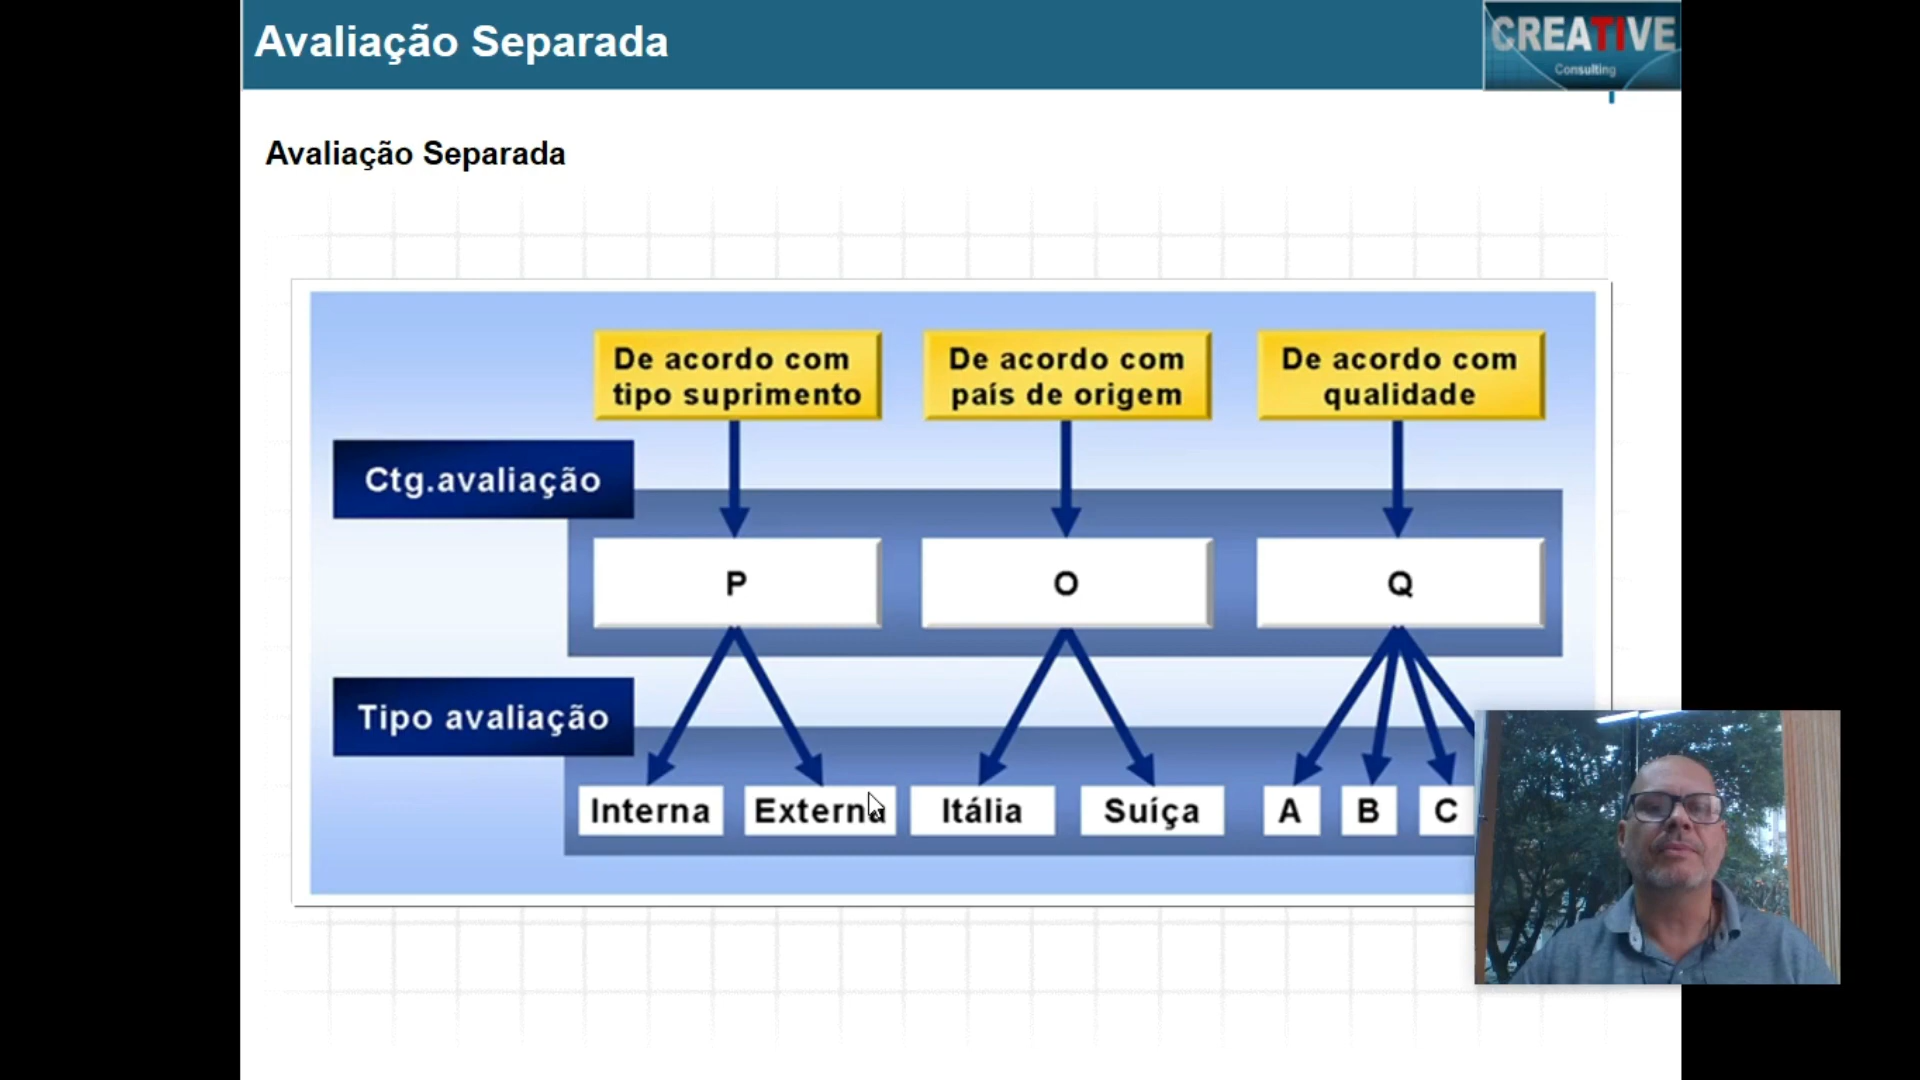 Avaliação Separada
CREATIVE
Consulting
Avaliação Separada
De acordo com
tipo suprimento
De acordo com
país de origem
De acordo com
qualidade
Ctg.avaliação
P
O
Q
Tipo avaliação
Interna
Externa
Itália
Suíça
A
B
C